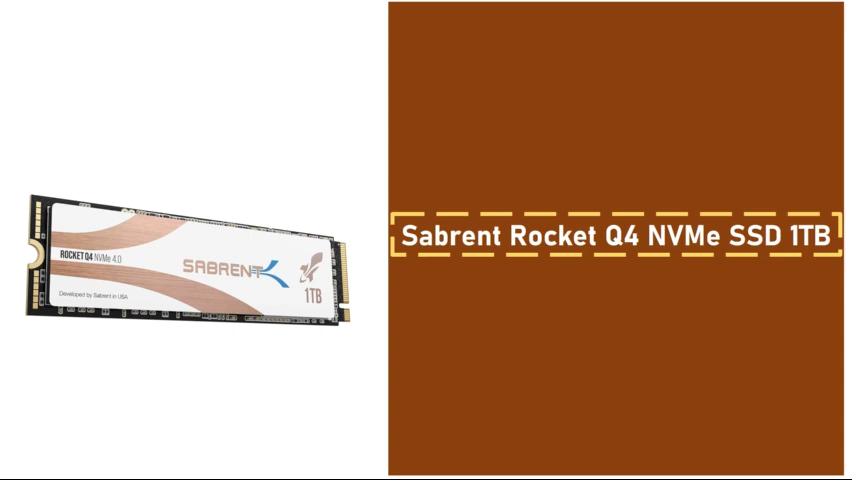 ROCKET Q4 NVMe 4.0
SABRENT
1TB
Developed by Sabrent in USA
Sabrent Rocket Q4 NVMe SSD 1TB